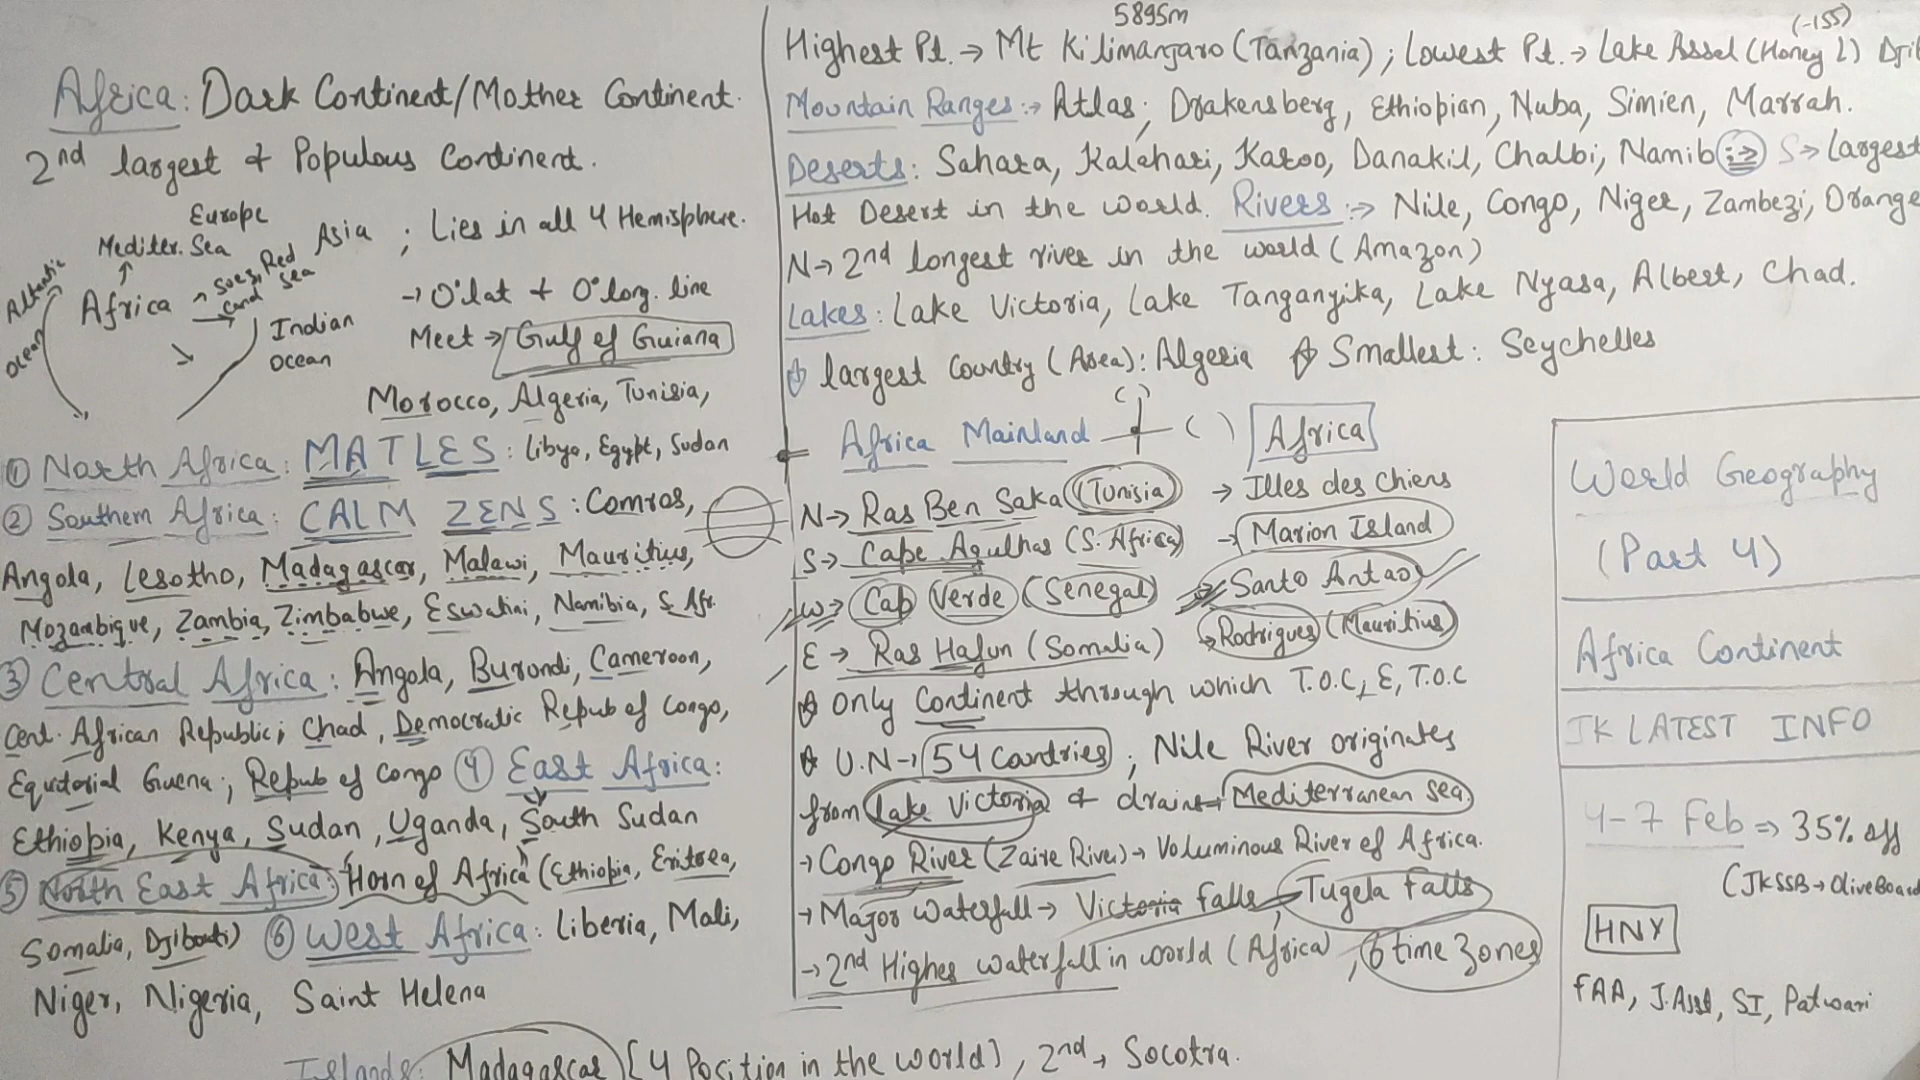 Africa: Dark Continent/Mother Continent.
2nd largest & Populous Continent.
Europe
Mediter. Sea
Asia ; Lies in all 4 Hemisphere.
Red
Sea
Suez
Atlantic
Ocean
Africa
Indian
Ocean
→ 0°lat + 0°long. line
Meet → Gulf of Guiana
Morocco, Algeria, Tunisia,
① North Africa: MATLES: Libya, Egypt, Sudan
② Southern Africa: CALM ZENS: Comros,
Angola, Lesotho, Madagascar, Malawi, Mauritius,
Mozambique, Zambia, Zimbabwe, Eswatini, Namibia, S. Afr
③ Central Africa: Angola, Burundi, Cameroon,
Cent. African Republic; Chad, Democratic Repub of Congo,
Equitorial Guena; Repub of Congo ④ East Africa:
Ethiopia, Kenya, Sudan, Uganda, South Sudan
⑤ North East Africa: Horn of Africa (Ethiopia, Eritrea,
Somalia, Djibouti) ⑥ West Africa: Liberia, Mali,
Niger, Nigeria, Saint Helena
Islands: Madagascar [4 Position in the world], 2nd → Socotra.
5895m
(-155)
Highest Pt. → Mt Kilimanjaro (Tanzania); Lowest Pt. → Lake Assal (Honey L) Dji
Mountain Ranges:→ Atlas, Drakensberg, Ethiopian, Nuba, Simien, Marrah.
Deserts: Sahara, Kalahari, Karoo, Danakil, Chalbi, Namib :→ S→ Largest
Hot Desert in the world. Rivers:→ Nile, Congo, Niger, Zambezi, Orange
N→ 2nd longest river in the world (Amazon)
Lakes: Lake Victoria, Lake Tanganyika, Lake Nyasa, Albert, Chad.
largest Country (Area): Algeria Smallest: Seychelles
Africa Mainland ( ) ( ) Africa
N→ Ras Ben Saka (Tunisia) → Illes des Chiens
S→ Cape Agulhas (S. Africa) → Marion Island
W→ Cap Verde (Senegal) → Santo Antao
E→ Ras Hafun (Somalia) → Rodrigues (Mauritius)
Only Continent through which T.O.C, E, T.O.C
U.N→ 54 Countries; Nile River originates
from Lake Victoria & drains→ Mediterranean Sea.
→ Congo River (Zaire River)→ Voluminous River of Africa.
→ Major Waterfall→ Victoria Falls, Tugela Falls
→ 2nd Highes waterfall in world (Africa), 6 time zones
World Geography
(Part 4)
Africa Continent
JK LATEST INFO
4-7 Feb ⇒ 35% off
(JKSSB→OliveBoard
HNY
FAA, J.Asst, SI, Patwari